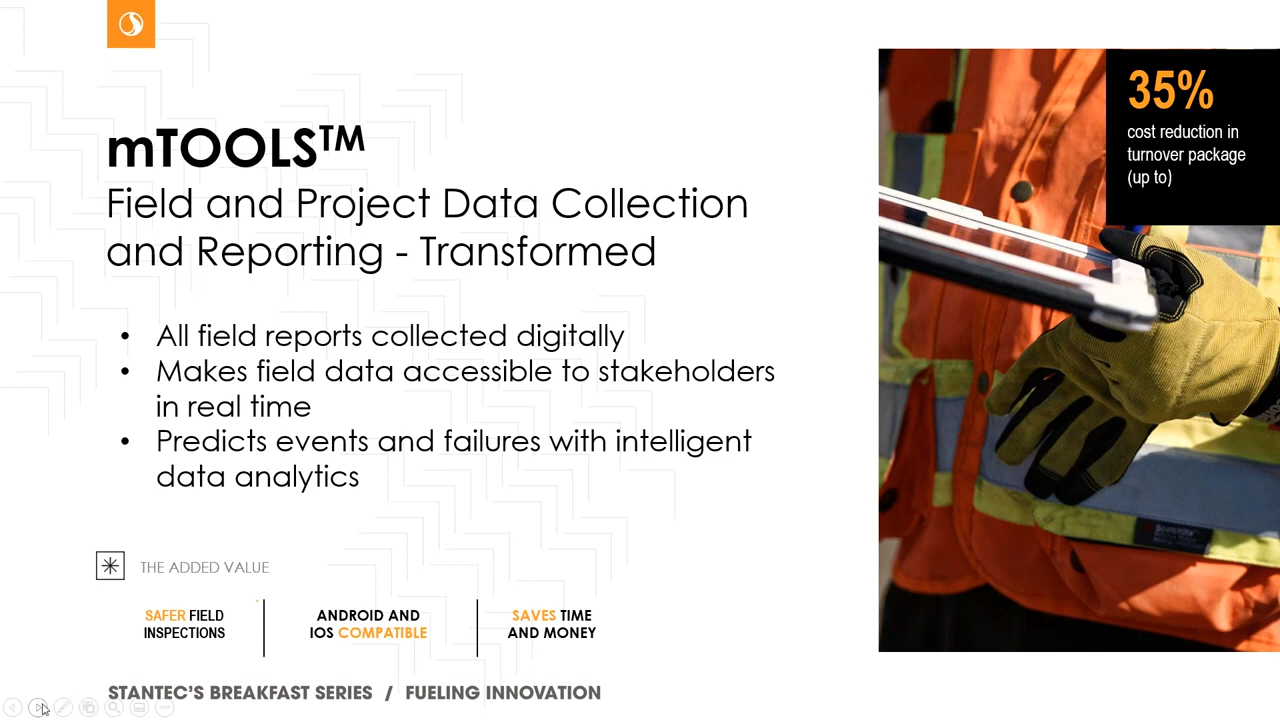 mTOOLS™
Field and Project Data Collection
and Reporting - Transformed
• All field reports collected digitally
• Makes field data accessible to stakeholders
in real time
• Predicts events and failures with intelligent
data analytics
THE ADDED VALUE
SAFER FIELD
INSPECTIONS
ANDROID AND
IOS COMPATIBLE
SAVES TIME
AND MONEY
STANTEC'S BREAKFAST SERIES / FUELING INNOVATION
35%
cost reduction in
turnover package
(up to)